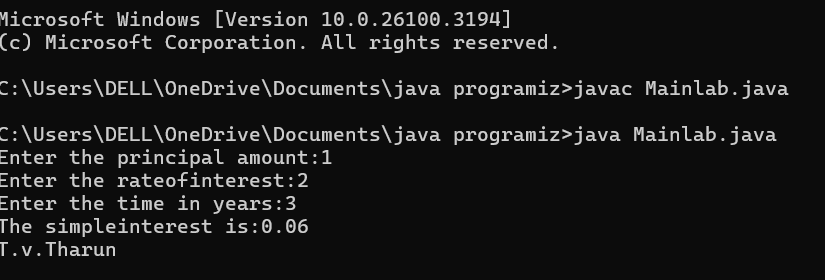 Microsoft Windows [Version 10.0.26100.3194]
(c) Microsoft Corporation. All rights reserved.
C:\Users\DELL\OneDrive\Documents\java programiz>javac Mainlab.java
C:\Users\DELL\OneDrive\Documents\java programiz>java Mainlab.java
Enter the principal amount:1
Enter the rateofinterest:2
Enter the time in years:3
The simpleinterest is:0.06
T.v.Tharun